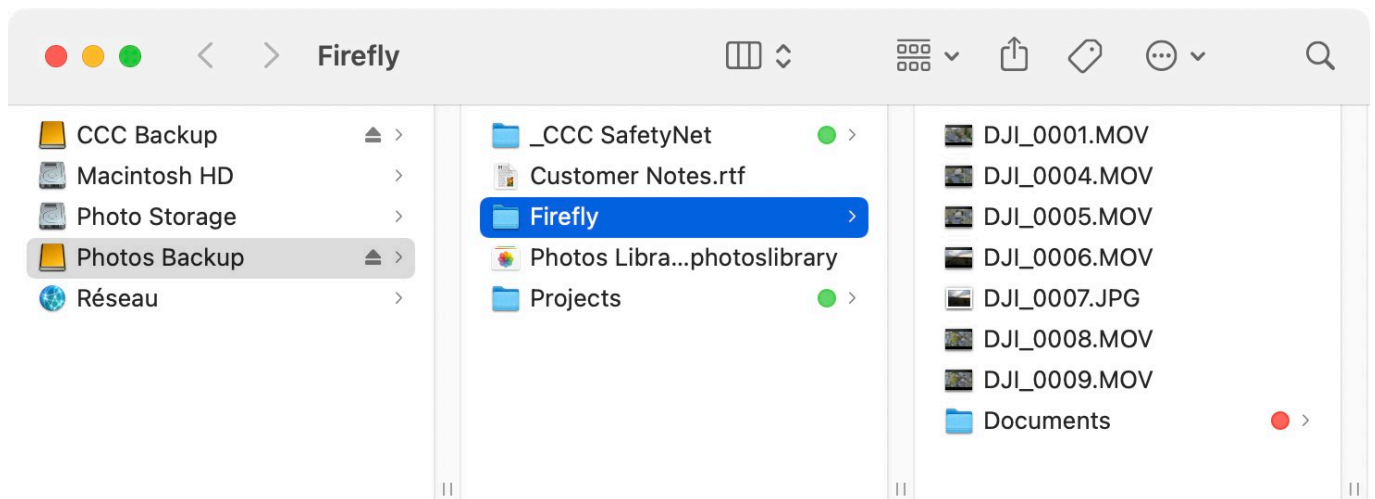 Firefly
CCC Backup
Macintosh HD
Photo Storage
Photos Backup
Réseau
_CCC SafetyNet
Customer Notes.rtf
Firefly
Photos Libra...photoslibrary
Projects
DJI_0001.MOV
DJI_0004.MOV
DJI_0005.MOV
DJI_0006.MOV
DJI_0007.JPG
DJI_0008.MOV
DJI_0009.MOV
Documents